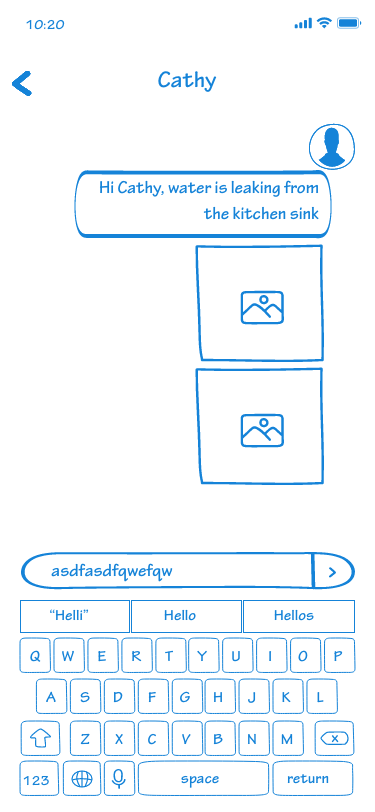 10:20
Cathy
Hi Cathy, water is leaking from
the kitchen sink
asdfasdfqwefqw
“Helli” Hello Hellos
Q W E R T Y U I O P
A S D F G H J K L
Z X C V B N M
123 space return